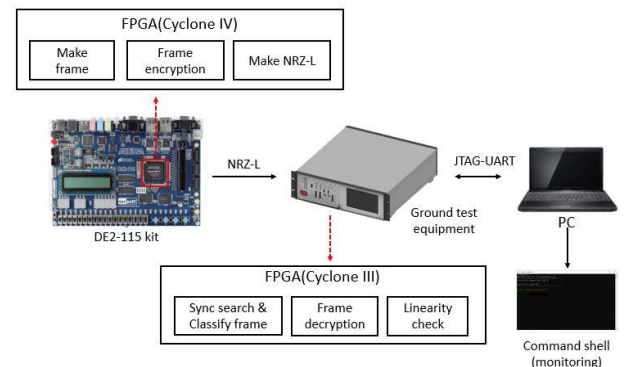 FPGA(Cyclone IV)
Make
frame
Frame
encryption
Make NRZ-L
NRZ-L
JTAG-UART
DE2-115 kit
Ground test
equipment
PC
FPGA(Cyclone III)
Sync search &
Classify frame
Frame
decryption
Linearity
check
Command shell
(monitoring)